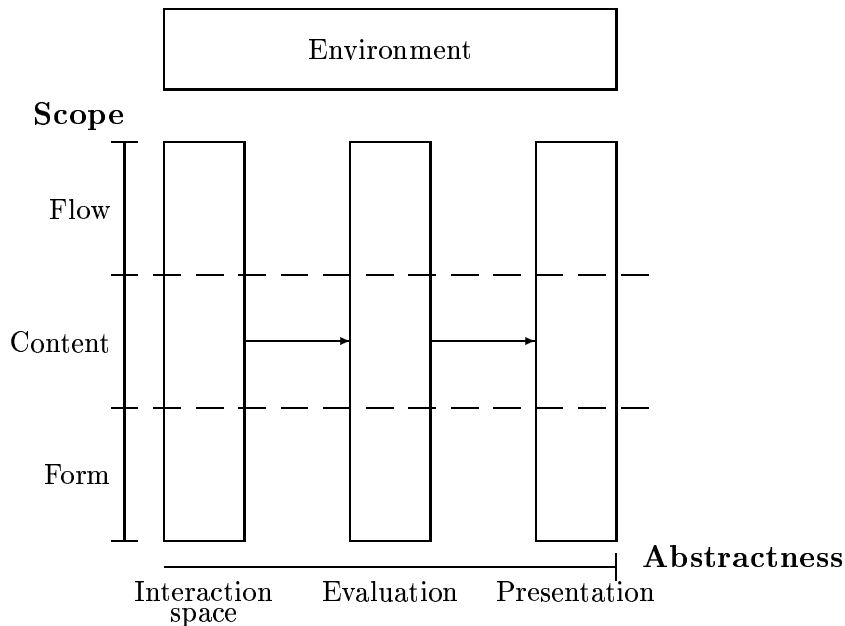 Environment
Scope
Flow
Content
Form
Abstractness
Interaction
space
Evaluation
Presentation